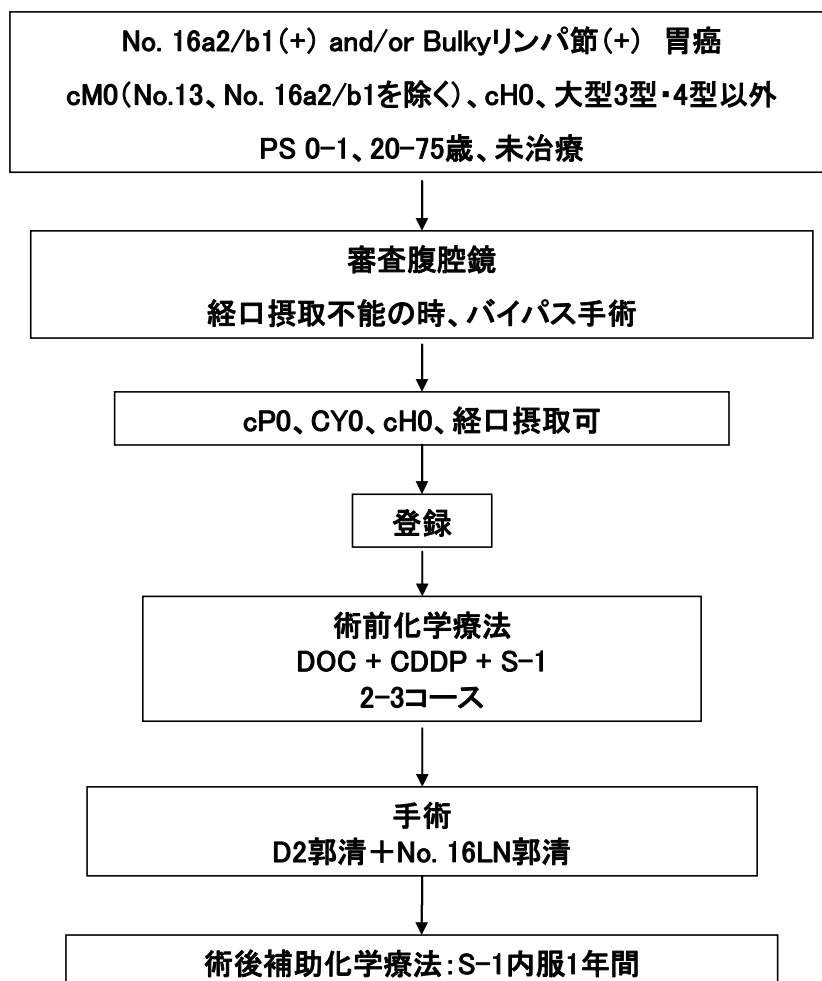 No. 16a2/b1(+) and/or Bulkyリンパ節(+) 胃癌
cM0(No.13、No. 16a2/b1を除く)、cH0、大型3型・4型以外
PS 0-1、20-75歳、未治療
審査腹腔鏡
経口摂取不能の時、バイパス手術
cP0、CY0、cH0、経口摂取可
登録
術前化学療法
DOC + CDDP + S-1
2-3コース
手術
D2郭清+No. 16LN郭清
術後補助化学療法:S-1内服1年間